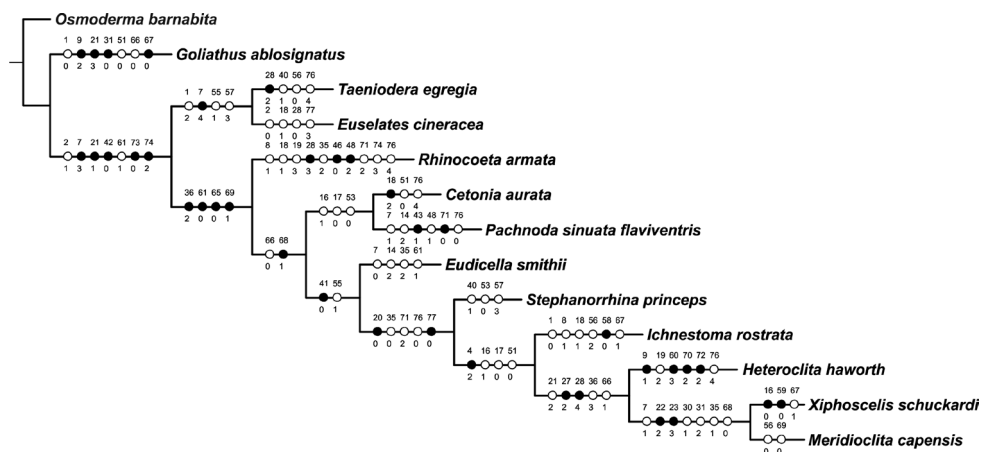 Osmoderma barnabita
1 9 21 31 51 66 67
Goliathus ablosignatus
0 2 3 0 0 0 0
28 40 56 76
1 7 55 57
Taeniodera egregia
2 1 0 4
2 4 1 3
2 18 28 77
Euselates cineracea
0 1 0 3
2 7 21 42 61 73 74
1 3 1 0 1 0 2
8 18 19 28 35 46 48 71 74 76
Rhinocoeta armata
1 1 3 3 2 0 2 2 3 4
36 61 65 69
2 0 0 1
18 51 76
Cetonia aurata
2 0 4
16 17 53
1 0 0
7 14 43 48 71 76
Pachnoda sinuata flaviventris
1 2 1 1 0 0
66 68
0 1
7 14 35 61
Eudicella smithii
0 2 2 1
41 55
0 1
40 53 57
Stephanorrhina princeps
1 0 3
20 35 71 76 77
0 0 2 0 0
1 8 18 56 58 67
Ichnestoma rostrata
0 1 1 2 0 1
4 16 17 51
2 1 0 0
9 19 60 70 72 76
Heteroclita haworth
1 2 3 2 2 4
21 27 28 36 66
2 2 4 3 1
16 59 67
Xiphoscelis schuckardi
0 0 1
7 22 23 30 31 35 68
1 2 3 1 2 1 0
56 69
Meridioclita capensis
0 0